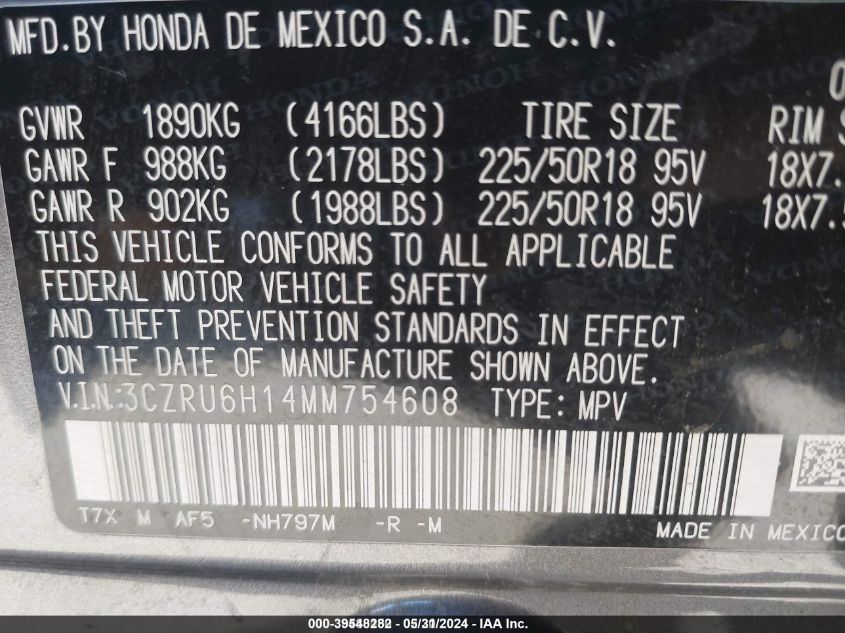 MFD.BY HONDA DE MEXICO S.A. DE C.V.
GVWR 1890KG (4166LBS) TIRE SIZE RIM
GAWR F 988KG (2178LBS) 225/50R18 95V 18X7.
GAWR R 902KG (1988LBS) 225/50R18 95V 18X7.5
THIS VEHICLE CONFORMS TO ALL APPLICABLE
FEDERAL MOTOR VEHICLE SAFETY
AND THEFT PREVENTION STANDARDS IN EFFECT
ON THE DATE OF MANUFACTURE SHOWN ABOVE.
V.I.N.:3CZRU6H14MM754608 TYPE: MPV
T7X M AF5 -NH797M -R -M
MADE IN MEXICO
000-39548282 - 05/31/2024 - IAA Inc.